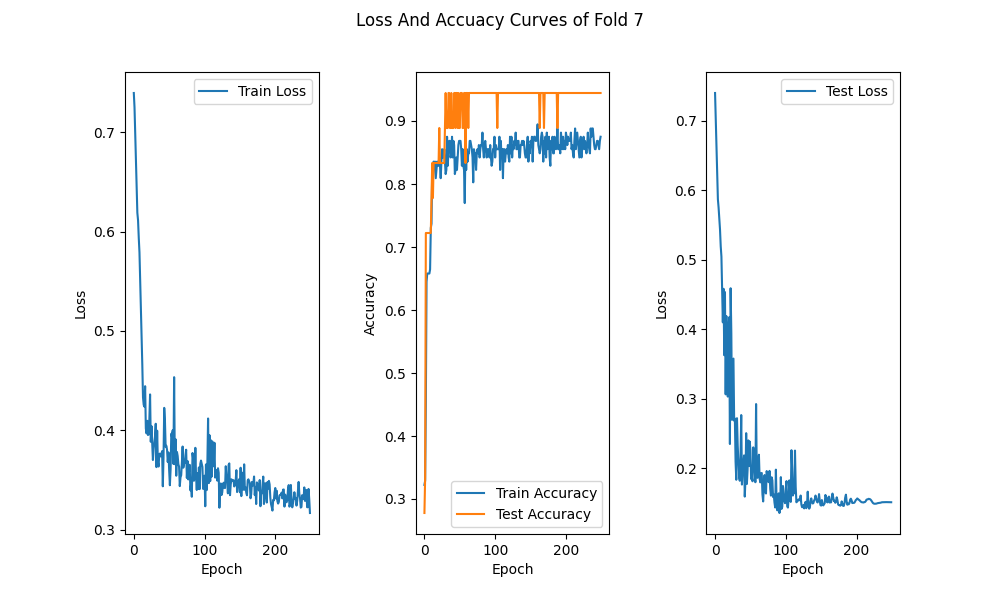 Loss And Accuacy Curves of Fold 7
Train Loss
0.7
0.6
0.5
0.4
0.3
Loss
0
100
200
Epoch
0.9
0.8
0.7
0.6
0.5
0.4
0.3
Accuracy
Train Accuracy
Test Accuracy
0
100
200
Epoch
Test Loss
0.7
0.6
0.5
0.4
0.3
0.2
Loss
0
100
200
Epoch